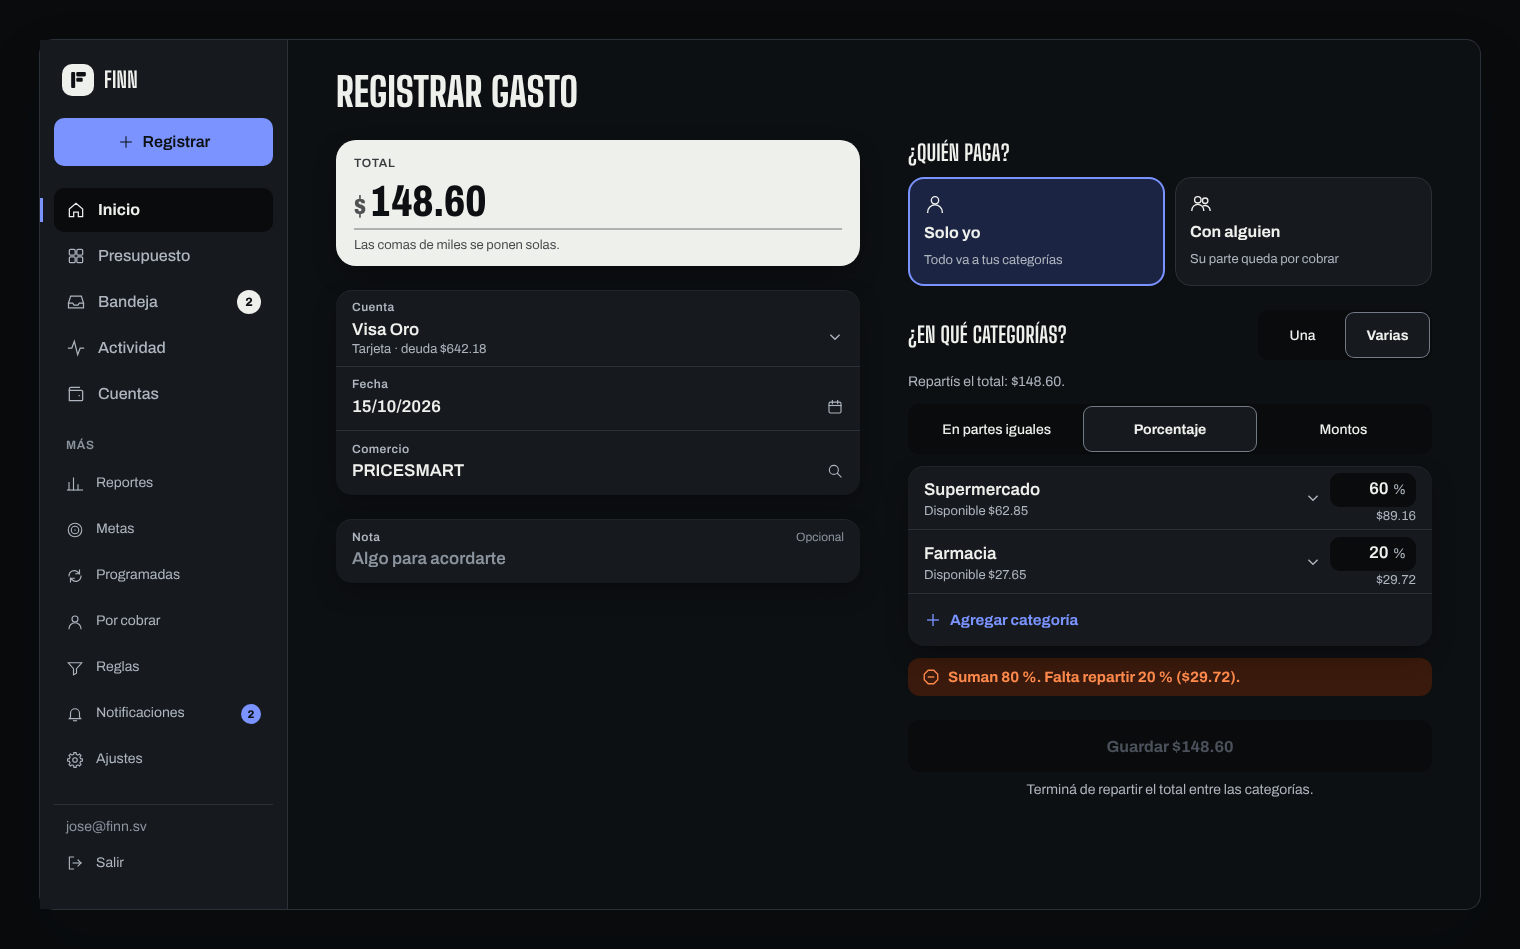 FINN
Registrar
Inicio
Presupuesto
Bandeja 2
Actividad
Cuentas
MÁS
Reportes
Metas
Programadas
Por cobrar
Reglas
Notificaciones 2
Ajustes
jose@finn.sv
Salir
REGISTRAR GASTO
TOTAL
$ 148.60
Las comas de miles se ponen solas.
Cuenta
Visa Oro
Tarjeta · deuda $642.18
Fecha
15/10/2026
Comercio
PRICESMART
Nota Opcional
Algo para acordarte
¿QUIÉN PAGA?
Solo yo
Todo va a tus categorías
Con alguien
Su parte queda por cobrar
¿EN QUÉ CATEGORÍAS?
Una Varias
Repartís el total: $148.60.
En partes iguales Porcentaje Montos
Supermercado 60 %
Disponible $62.85 $89.16
Farmacia 20 %
Disponible $27.65 $29.72
Agregar categoría
Suman 80 %. Falta repartir 20 % ($29.72).
Guardar $148.60
Terminá de repartir el total entre las categorías.